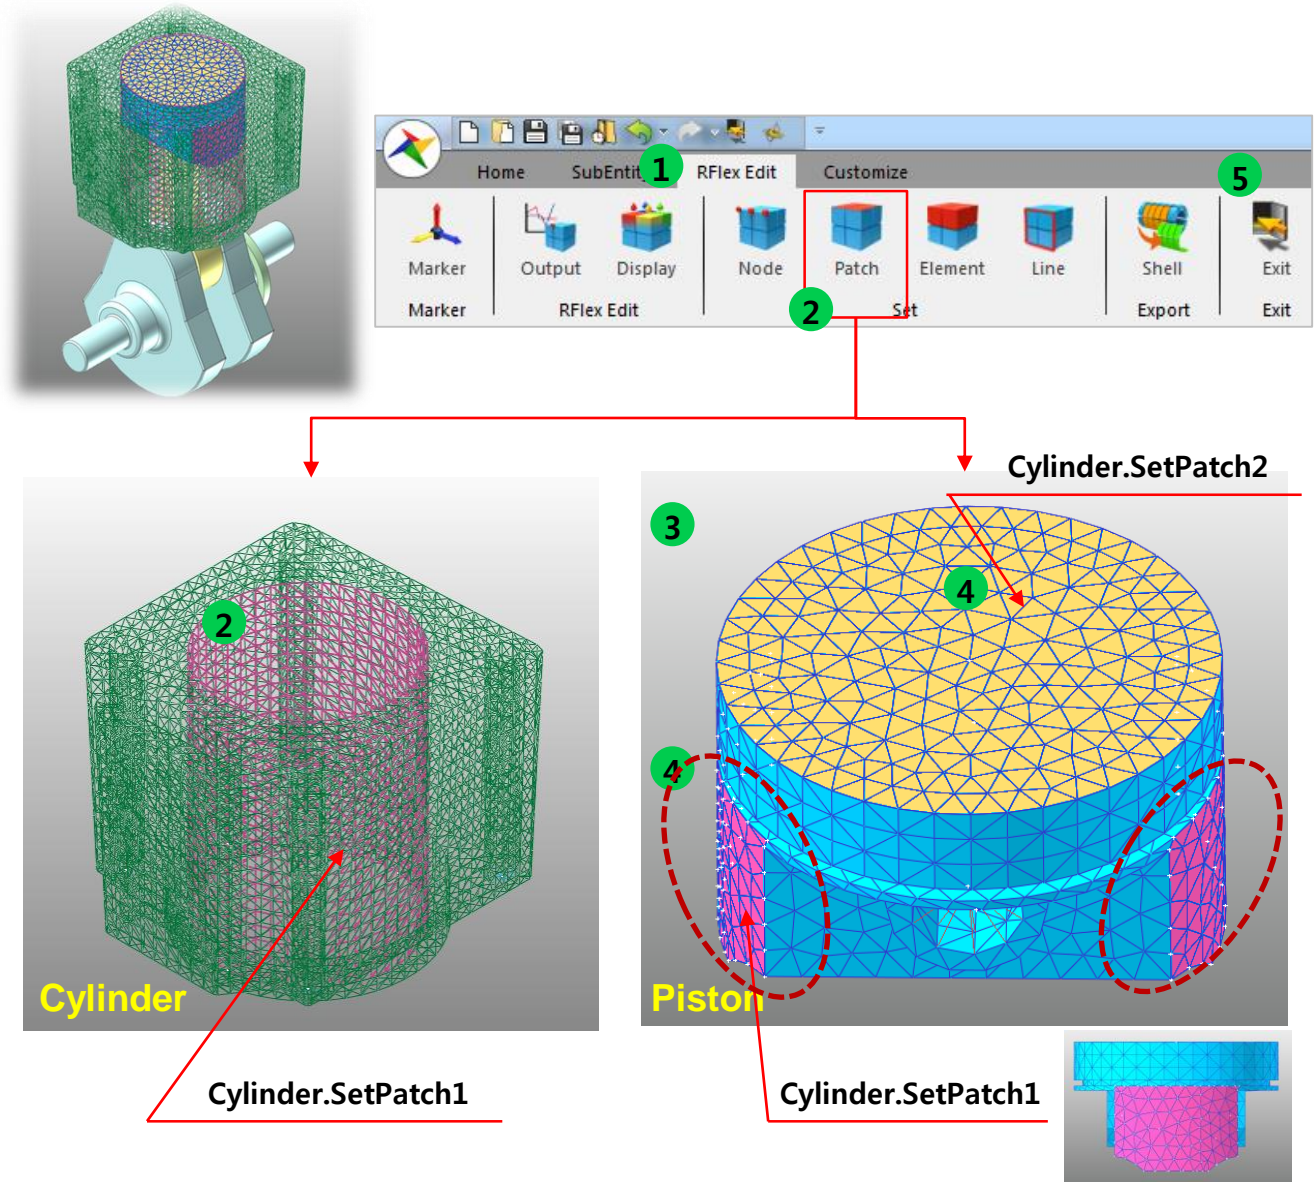 1
5
Home SubEntity RFlex Edit Customize
Marker Output Display Node Patch Element Line Shell Exit
Marker RFlex Edit Set Export Exit
2
Cylinder.SetPatch2
3
4
2
4
Cylinder
Piston
Cylinder.SetPatch1
Cylinder.SetPatch1